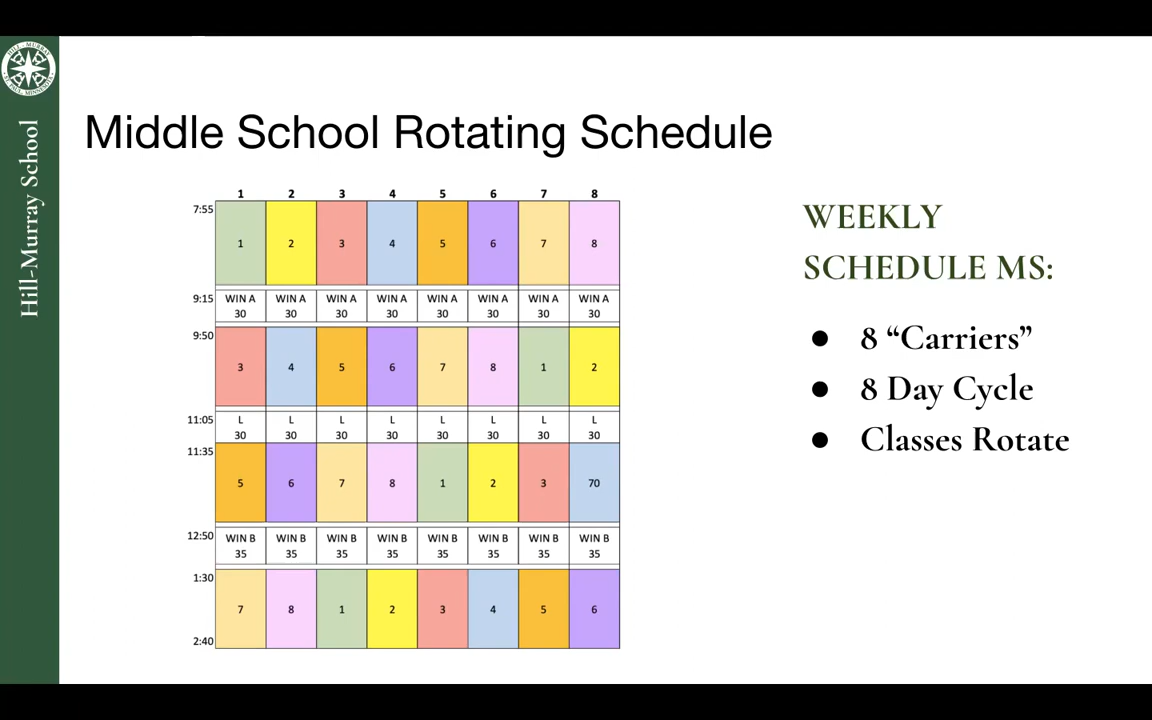 HILL-MURRAY
ST. PAUL, MINNESOTA
Hill-Murray School
Middle School Rotating Schedule
1 2 3 4 5 6 7 8
7:55
1 2 3 4 5 6 7 8
9:15 WIN A WIN A WIN A WIN A WIN A WIN A WIN A WIN A
30 30 30 30 30 30 30 30
9:50
3 4 5 6 7 8 1 2
11:05 L L L L L L L L
30 30 30 30 30 30 30 30
11:35
5 6 7 8 1 2 3 70
12:50 WIN B WIN B WIN B WIN B WIN B WIN B WIN B WIN B
35 35 35 35 35 35 35 35
1:30
7 8 1 2 3 4 5 6
2:40
WEEKLY
SCHEDULE MS:
● 8 “Carriers”
● 8 Day Cycle
● Classes Rotate